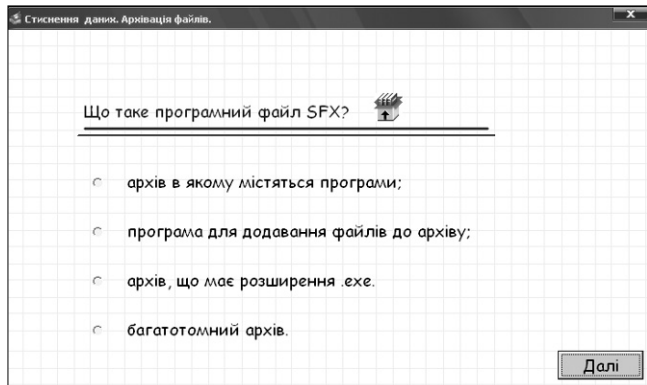 Стиснення даних. Архівація файлів.
Що таке програмний файл SFX?
архів в якому містяться програми;
програма для додавання файлів до архіву;
архів, що має розширення .exe.
багатотомний архів.
Далі